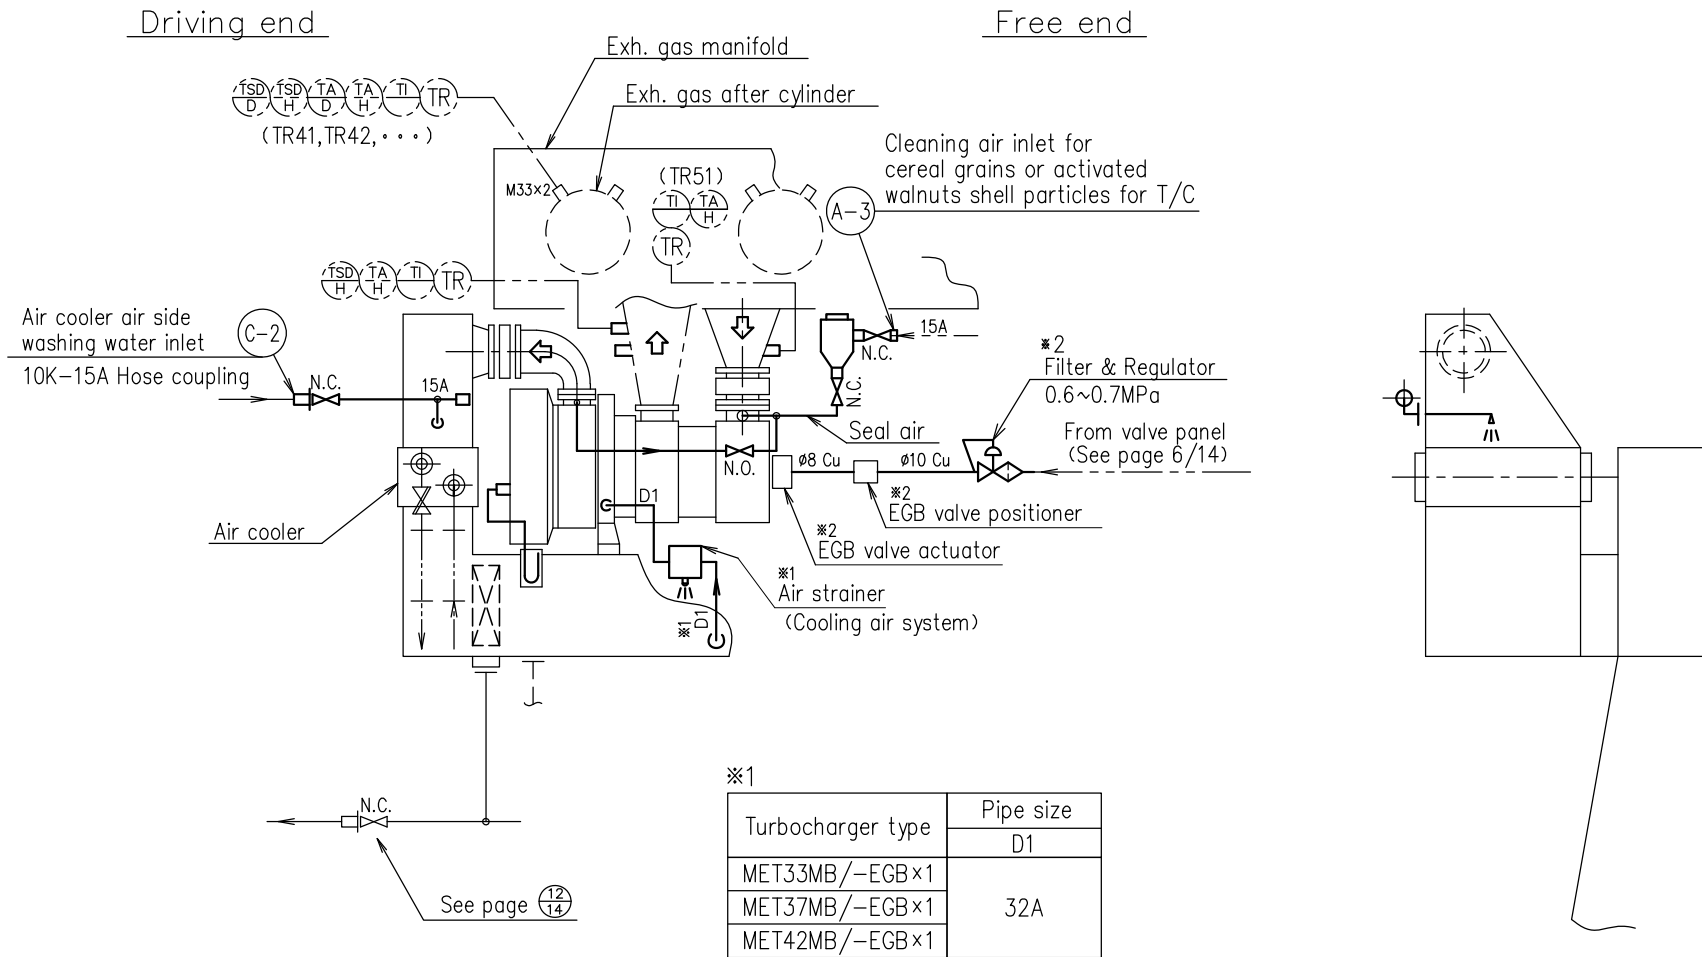 Driving end
Free end
Exh. gas manifold
TSD
D
TSD
H
TA
D
TA
H
TI
TR
(TR41,TR42,・・・)
Exh. gas after cylinder
Cleaning air inlet for
cereal grains or activated
walnuts shell particles for T/C
M33×2
(TR51)
TI
TA
H
TR
A-3
TSD
H
TA
H
TI
TR
Air cooler air side
washing water inlet
10K-15A Hose coupling
C-2
N.C.
15A
15A
N.C.
N.C.
※2
Filter & Regulator
0.6~0.7MPa
Seal air
From valve panel
(See page 6/14)
N.O.
ø8 Cu
ø10 Cu
D1
※2
EGB valve positioner
Air cooler
※2
EGB valve actuator
※1
Air strainer
(Cooling air system)
※1
D1
N.C.
See page 12
14
※1
Turbocharger type
Pipe size
D1
MET33MB/-EGB×1
MET37MB/-EGB×1
32A
MET42MB/-EGB×1